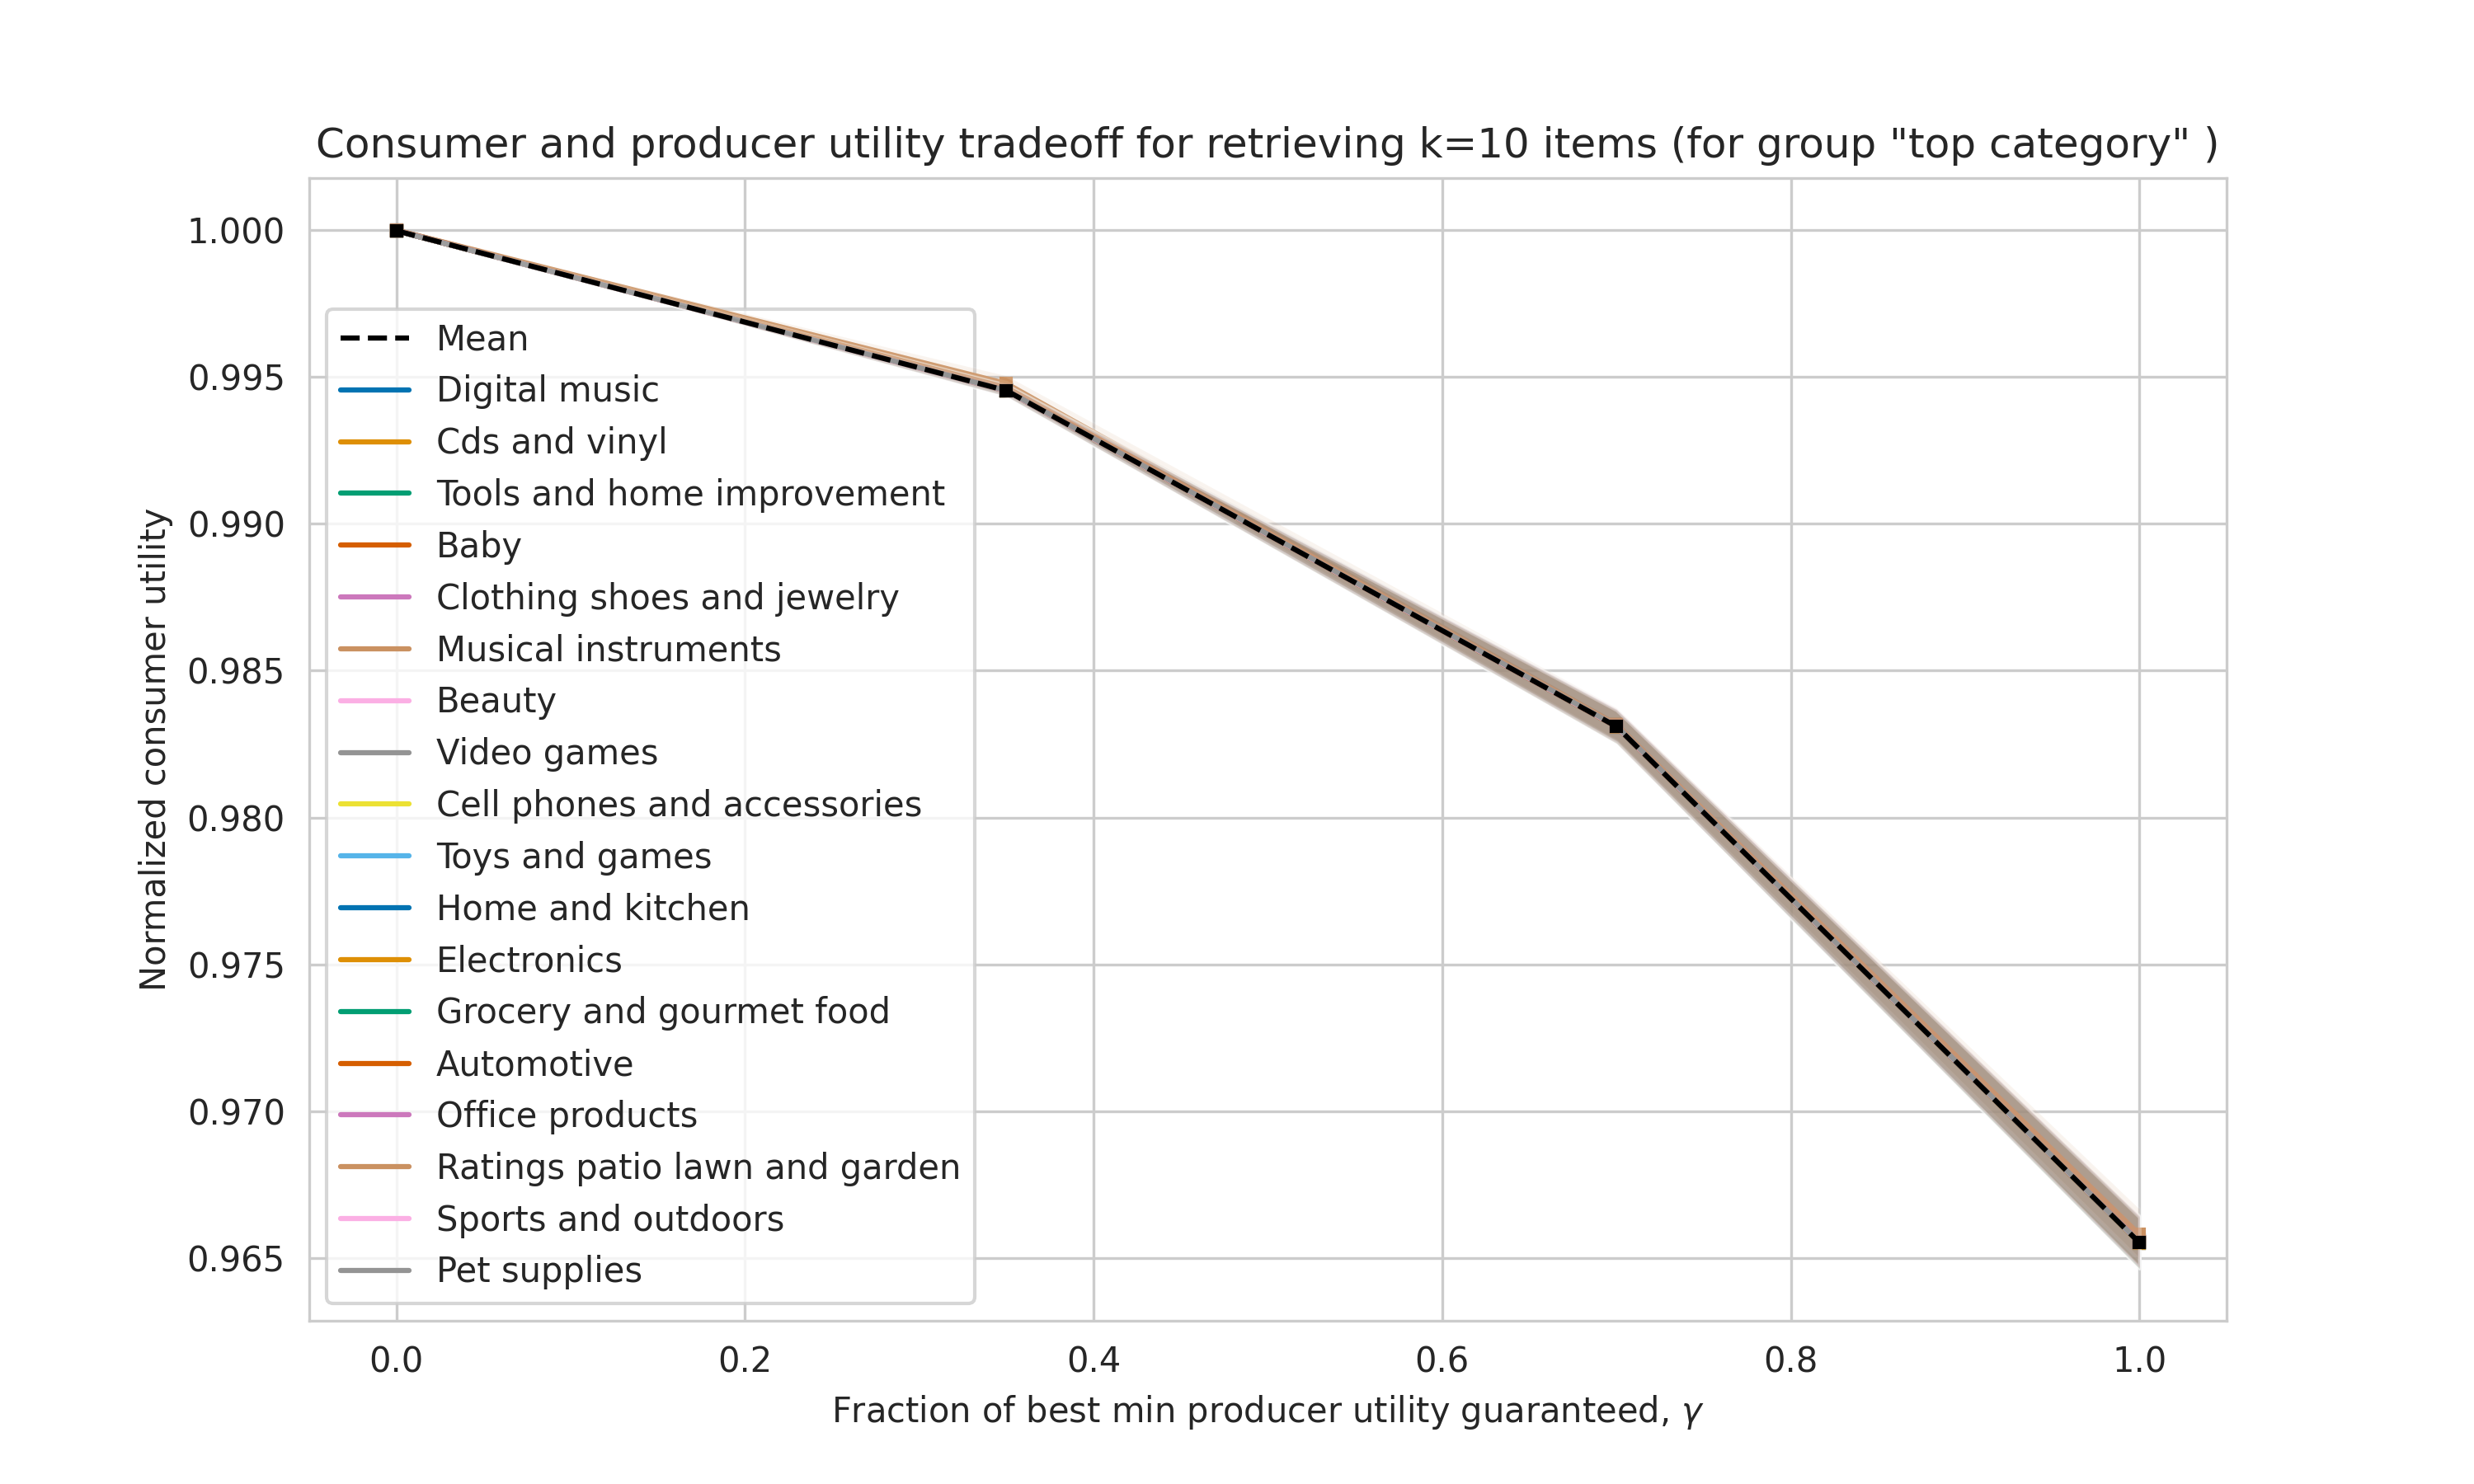 Consumer and producer utility tradeoff for retrieving k=10 items (for group "top category" )
1.000
0.995
0.990
0.985
0.980
0.975
0.970
0.965
Normalized consumer utility
Mean
Digital music
Cds and vinyl
Tools and home improvement
Baby
Clothing shoes and jewelry
Musical instruments
Beauty
Video games
Cell phones and accessories
Toys and games
Home and kitchen
Electronics
Grocery and gourmet food
Automotive
Office products
Ratings patio lawn and garden
Sports and outdoors
Pet supplies
0.0 0.2 0.4 0.6 0.8 1.0
Fraction of best min producer utility guaranteed, γ